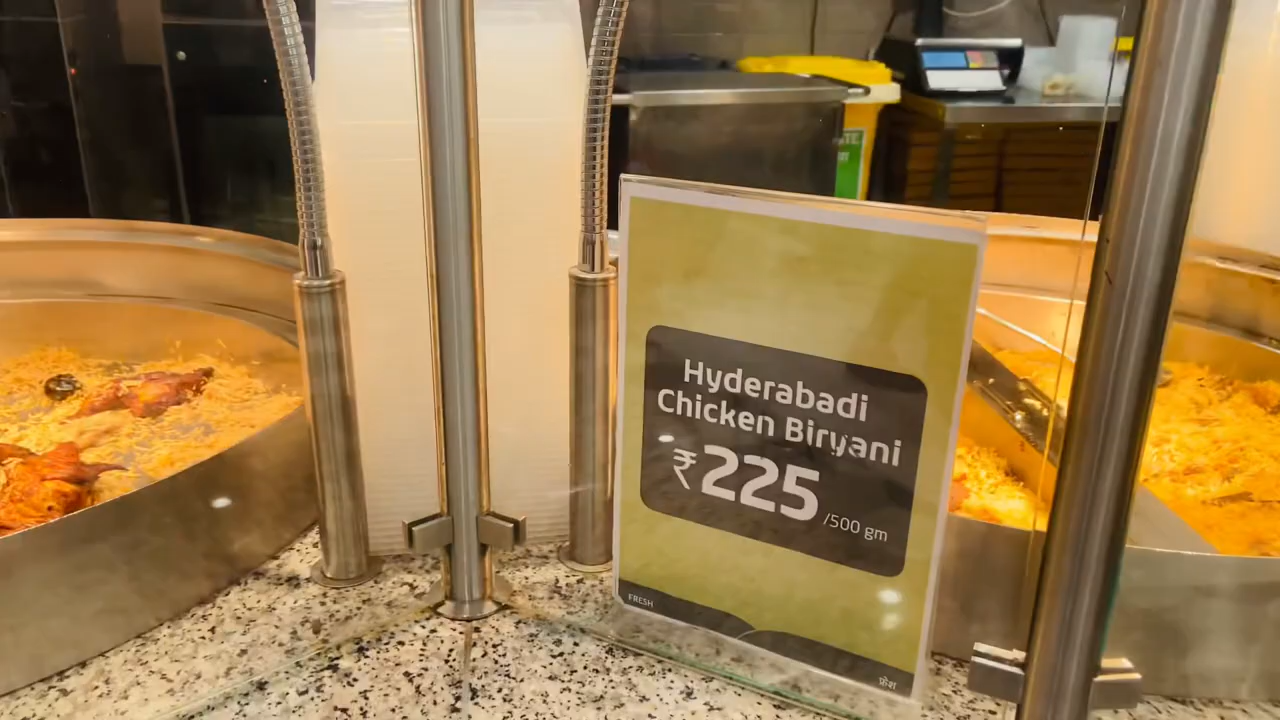 Hyderabadi
Chicken Biryani
₹225 /500 gm
FRESH
फ्रेश